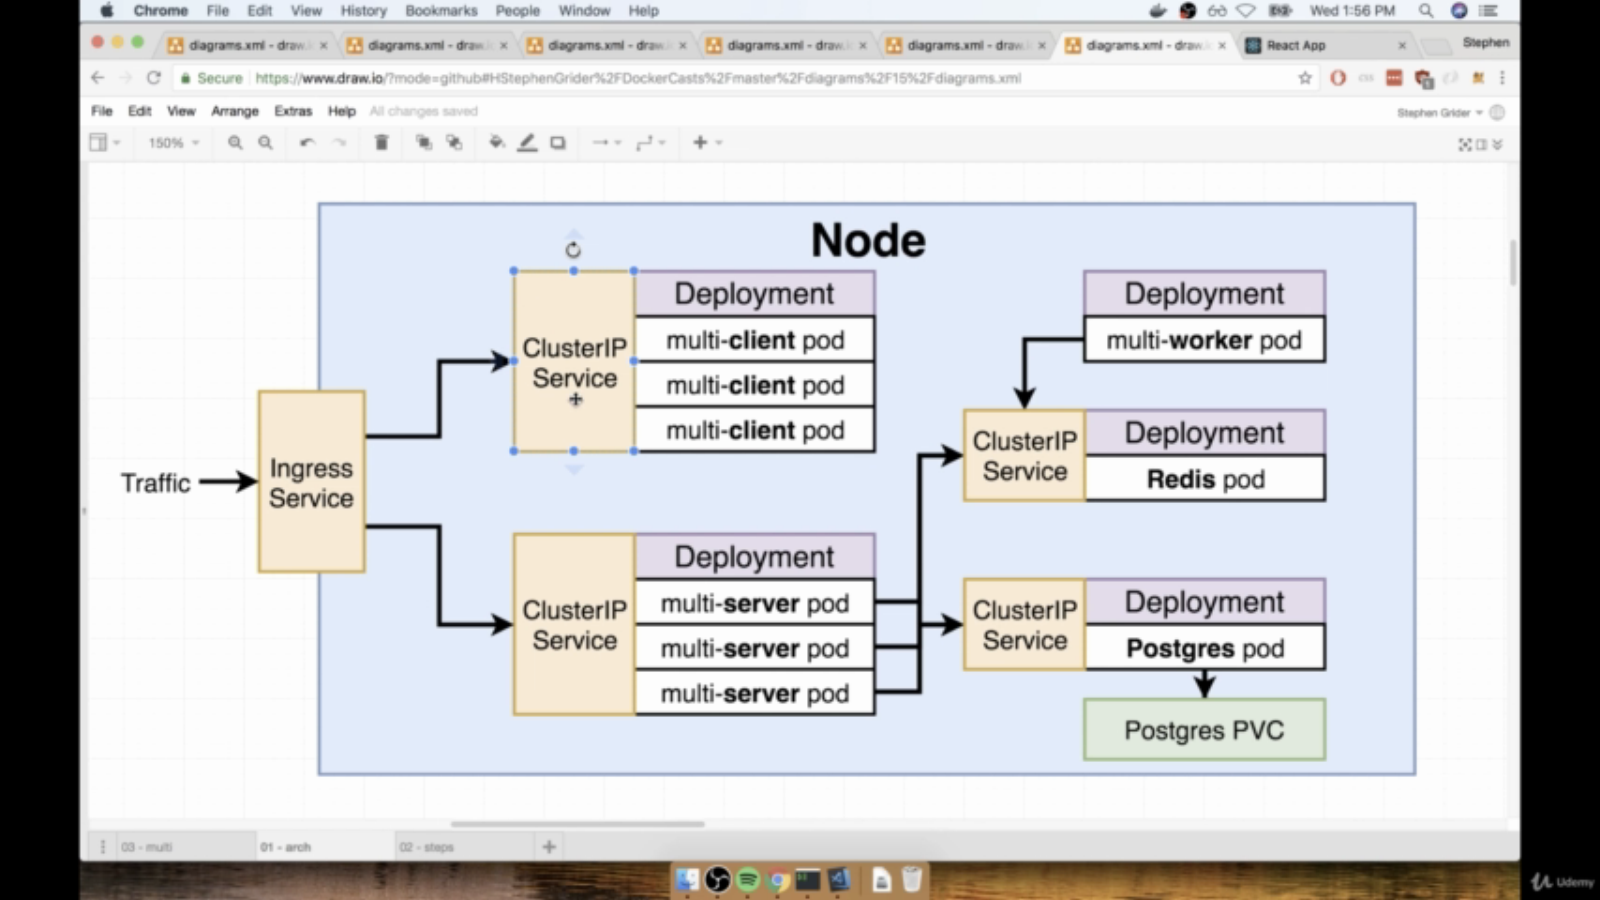 Chrome File Edit View History Bookmarks People Window Help Wed 1:56 PM
diagrams.xml - draw. diagrams.xml - draw. diagrams.xml - draw. diagrams.xml - draw. diagrams.xml - draw. diagrams.xml - draw. React App Stephen
Secure https://www.draw.io/?mode=github#HStephenGrider%2FDockerCasts%2Fmaster%2Fdiagrams%2F15%2Fdiagrams.xml
File Edit View Arrange Extras Help All changes saved Stephen Grider
150%
Node
Traffic
Ingress
Service
ClusterIP
Service
Deployment
multi-client pod
multi-client pod
multi-client pod
ClusterIP
Service
Deployment
multi-server pod
multi-server pod
multi-server pod
Deployment
multi-worker pod
ClusterIP
Service
Deployment
Redis pod
ClusterIP
Service
Deployment
Postgres pod
Postgres PVC
03 - multi 01 - arch 02 - steps
Udemy